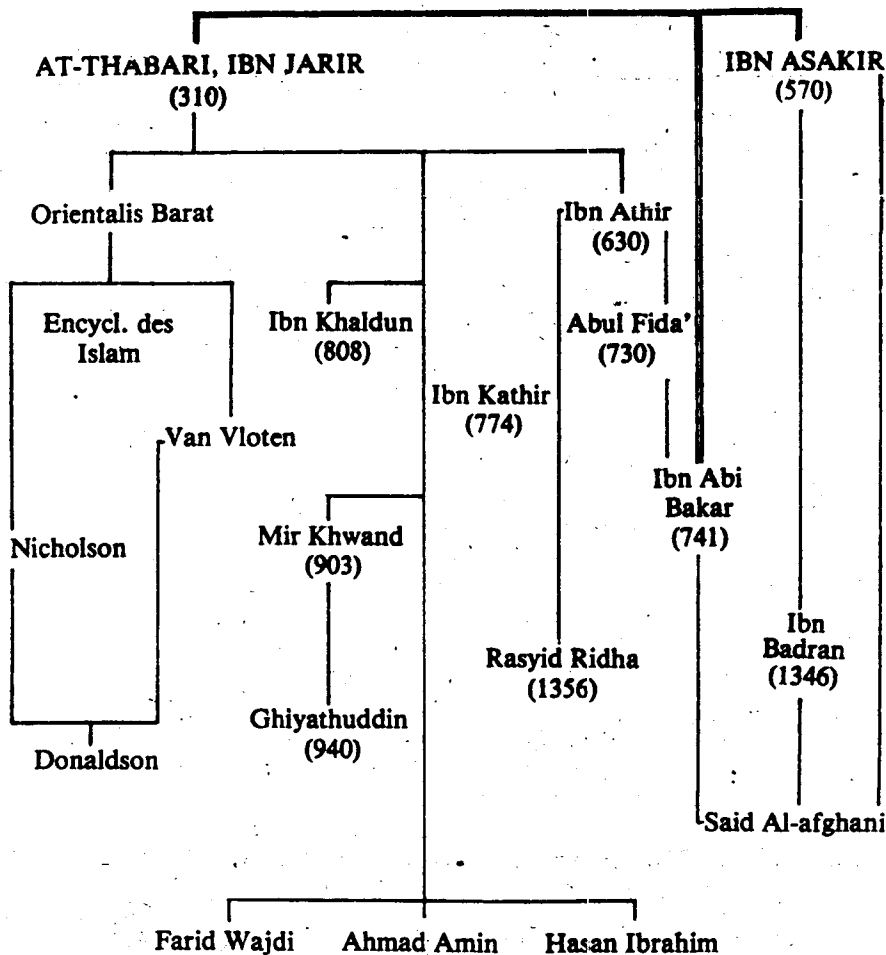 AT-THABARI, IBN JARIR
(310)
IBN ASAKIR
(570)
Orientalis Barat
Ibn Athir
(630)
Encycl. des
Islam
Ibn Khaldun
(808)
Abul Fida'
(730)
Ibn Kathir
(774)
Van Vloten
Ibn Abi
Bakar
(741)
Nicholson
Mir Khwand
(903)
Ibn
Badran
(1346)
Rasyid Ridha
(1356)
Ghiyathuddin
(940)
Donaldson
Said Al-afghani
Farid Wajdi
Ahmad Amin
Hasan Ibrahim